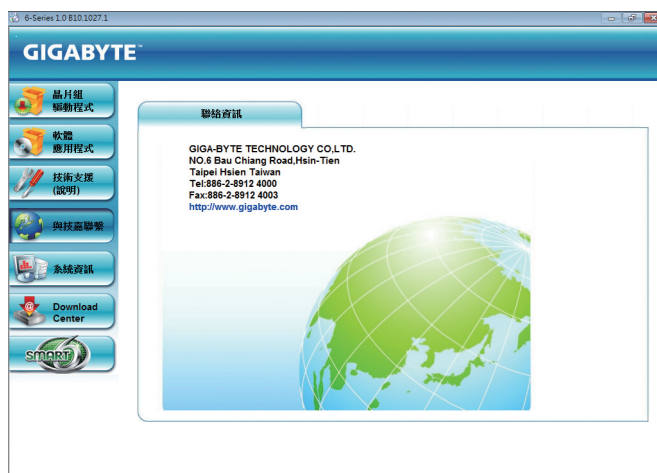 6-Series 1.0 B10.1027.1
GIGABYTE™
晶片組
驅動程式
軟體
應用程式
技術支援
(說明)
與技嘉聯繫
系統資訊
Download
Center
SMART6
聯絡資訊
GIGA-BYTE TECHNOLOGY CO,LTD.
NO.6 Bau Chiang Road,Hsin-Tien
Taipei Hsien Taiwan
Tel:886-2-8912 4000
Fax:886-2-8912 4003
http://www.gigabyte.com